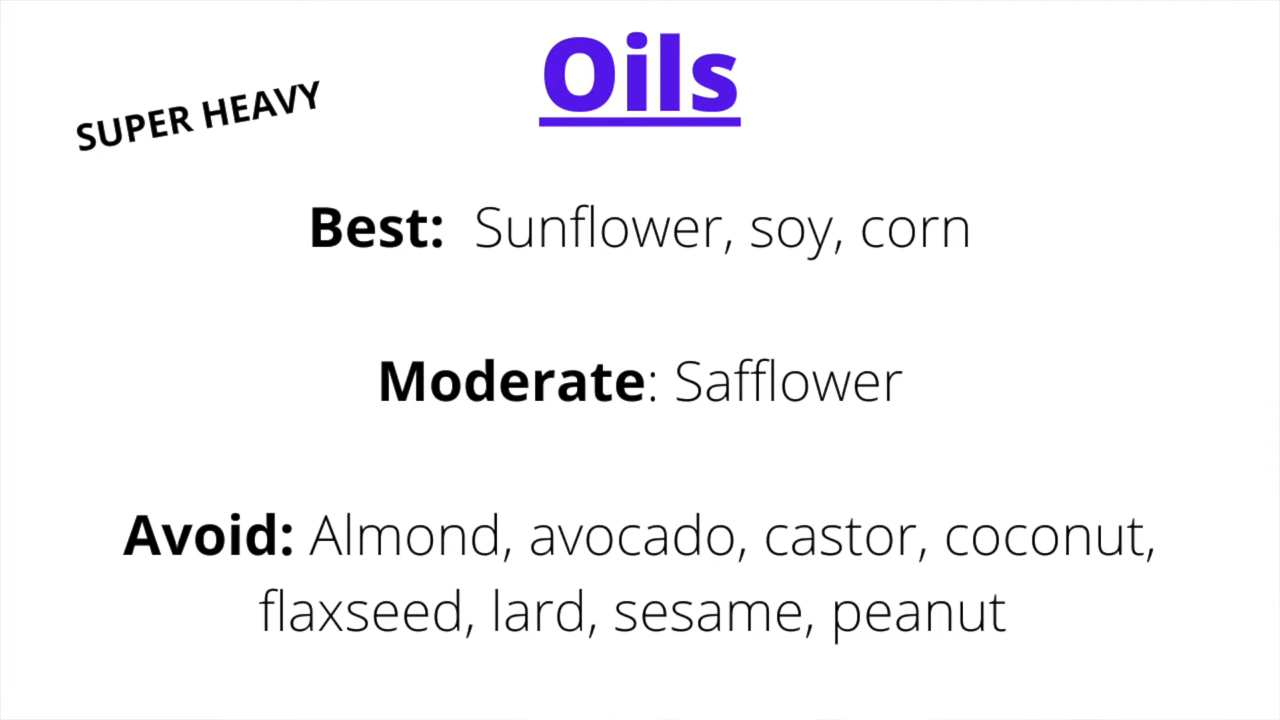 Oils
SUPER HEAVY
Best: Sunflower, soy, corn
Moderate: Safflower
Avoid: Almond, avocado, castor, coconut,
flaxseed, lard, sesame, peanut